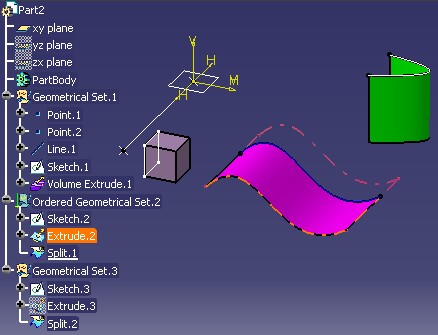 Part2
xy plane
yz plane
zx plane
PartBody
Geometrical Set.1
Point.1
Point.2
Line.1
Sketch.1
Volume Extrude.1
Ordered Geometrical Set.2
Sketch.2
Extrude.2
Split.1
Geometrical Set.3
Sketch.3
Extrude.3
Split.2
V
H
M
H